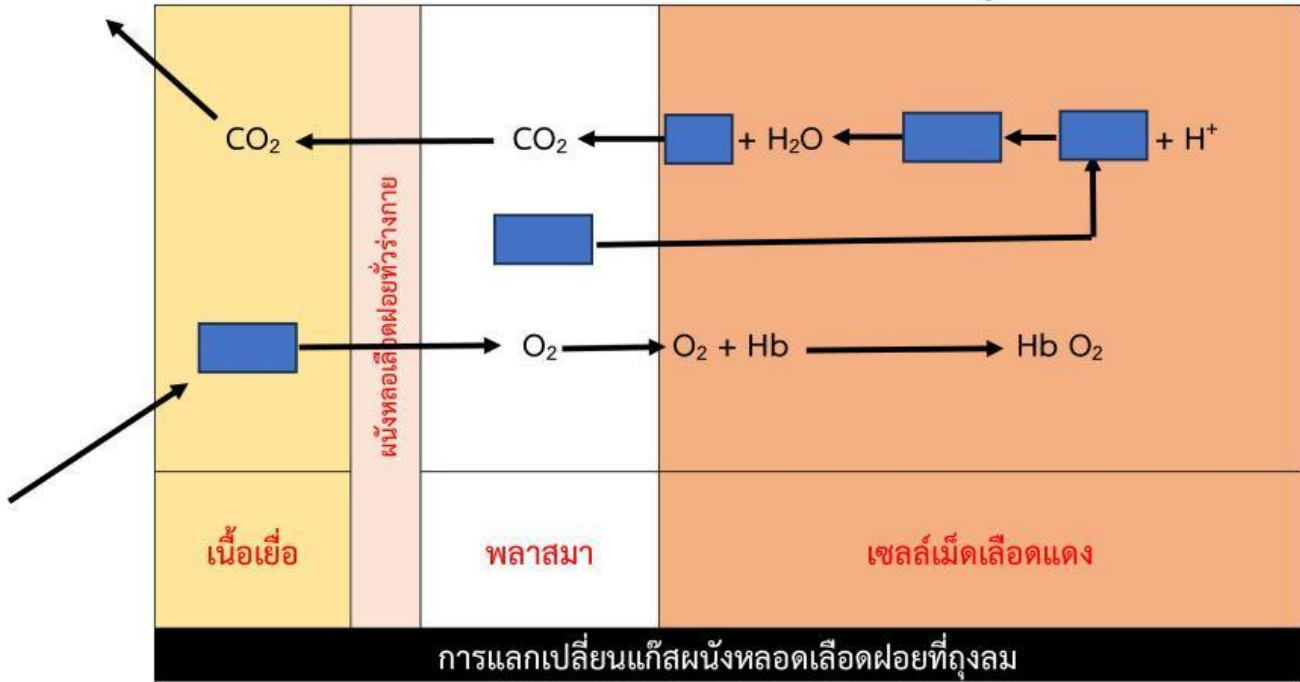 CO₂ CO₂ + H₂O + H⁺
ผนังหลอเลือดฝอยทั่วร่างกาย
O₂ O₂ + Hb Hb O₂
เนื้อเยื่อ พลาสมา เซลล์เม็ดเลือดแดง
การแลกเปลี่ยนแก๊สผนังหลอดเลือดฝอยที่ถุงลม